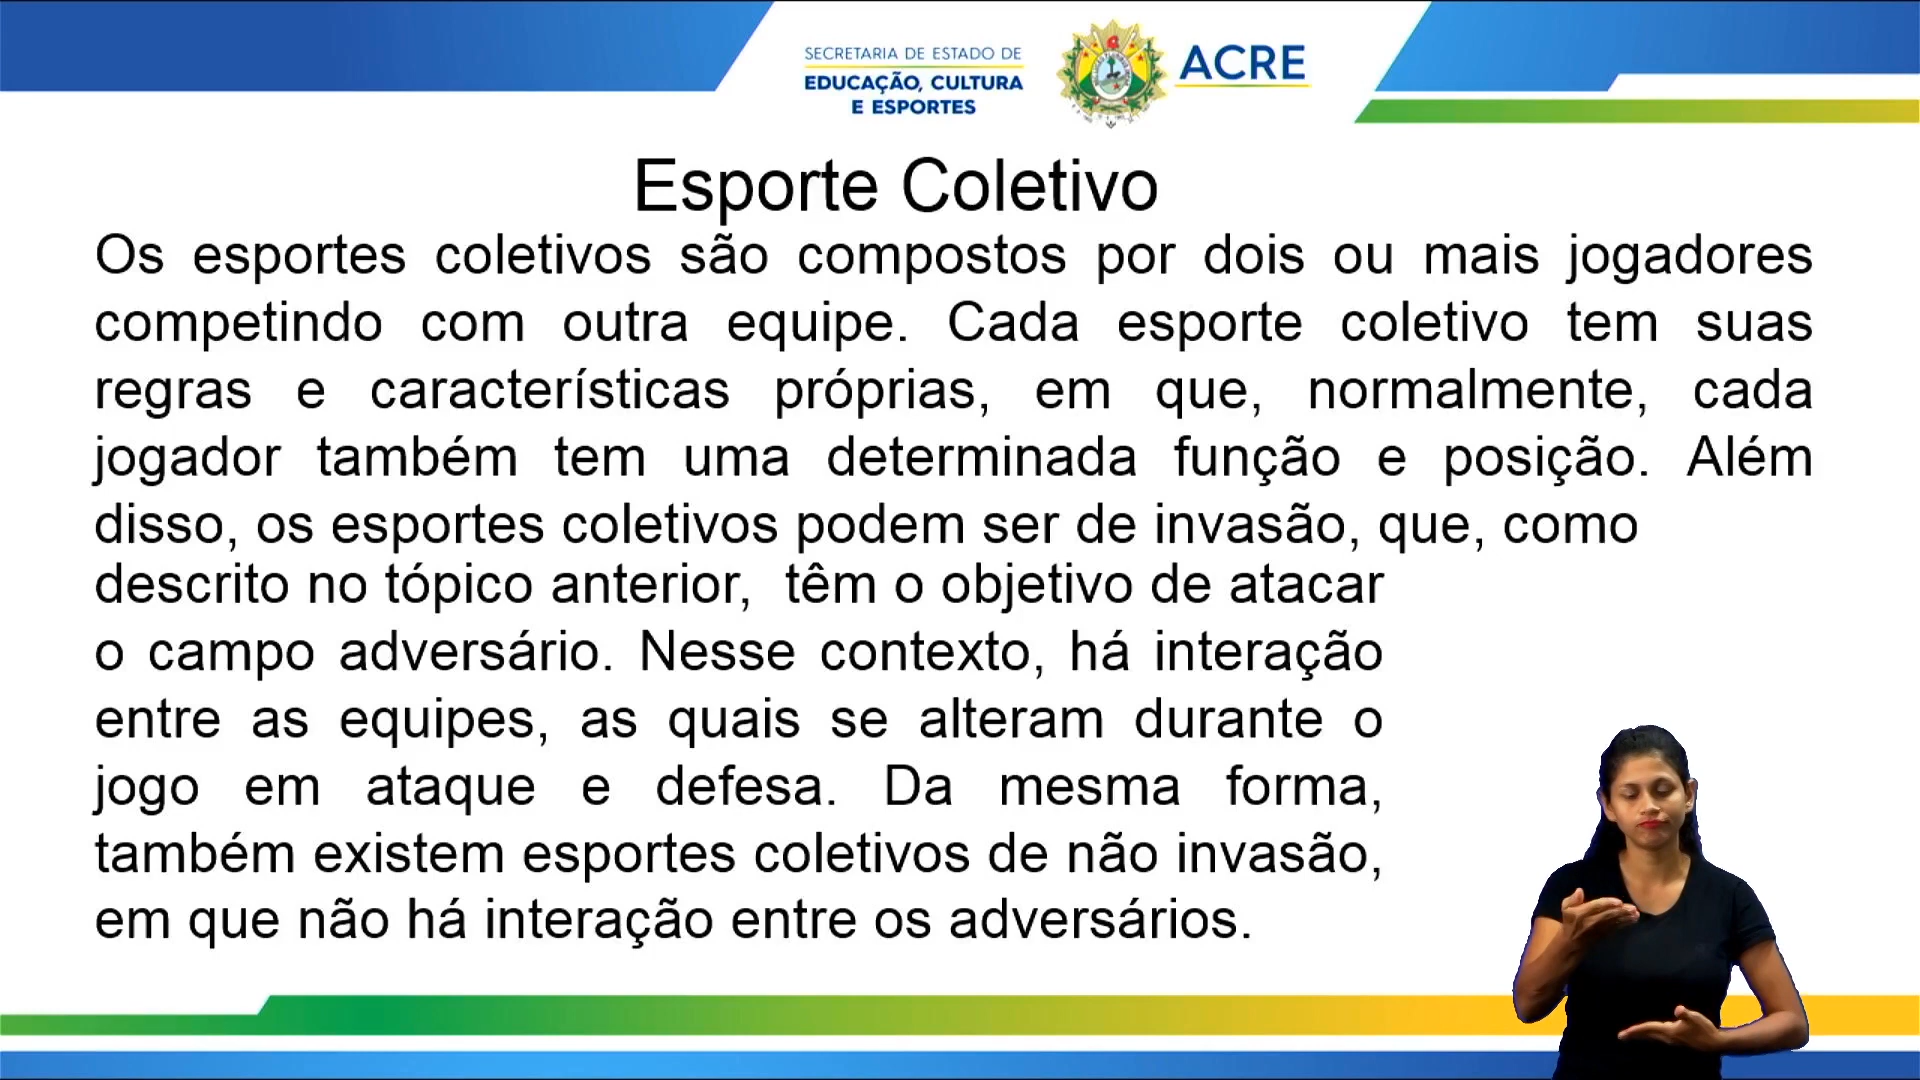 SECRETARIA DE ESTADO DE
EDUCAÇÃO, CULTURA
E ESPORTES
ACRE
Esporte Coletivo
Os esportes coletivos são compostos por dois ou mais jogadores
competindo com outra equipe. Cada esporte coletivo tem suas
regras e características próprias, em que, normalmente, cada
jogador também tem uma determinada função e posição. Além
disso, os esportes coletivos podem ser de invasão, que, como
descrito no tópico anterior, têm o objetivo de atacar
o campo adversário. Nesse contexto, há interação
entre as equipes, as quais se alteram durante o
jogo em ataque e defesa. Da mesma forma,
também existem esportes coletivos de não invasão,
em que não há interação entre os adversários.